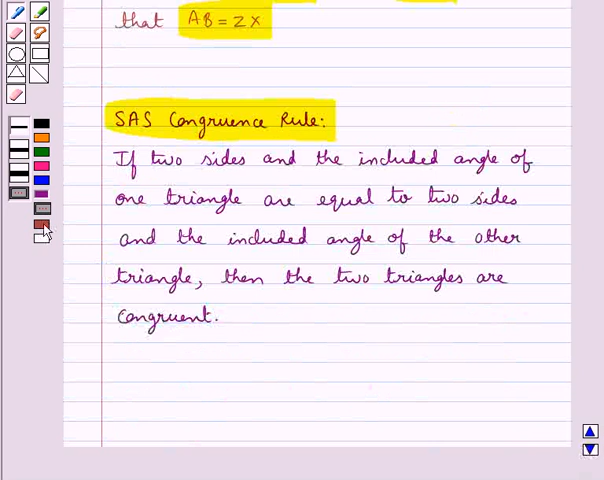 that AB = ZX
SAS Congruence Rule:
If two sides and the included angle of
one triangle are equal to two sides
and the included angle of the other
triangle, then the two triangles are
congruent.